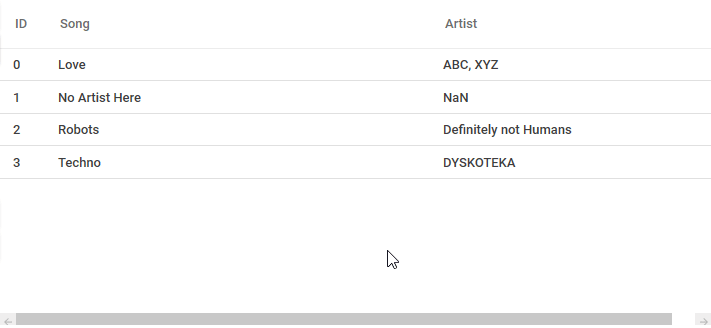 ID Song Artist
0 Love ABC, XYZ
1 No Artist Here NaN
2 Robots Definitely not Humans
3 Techno DYSKOTEKA